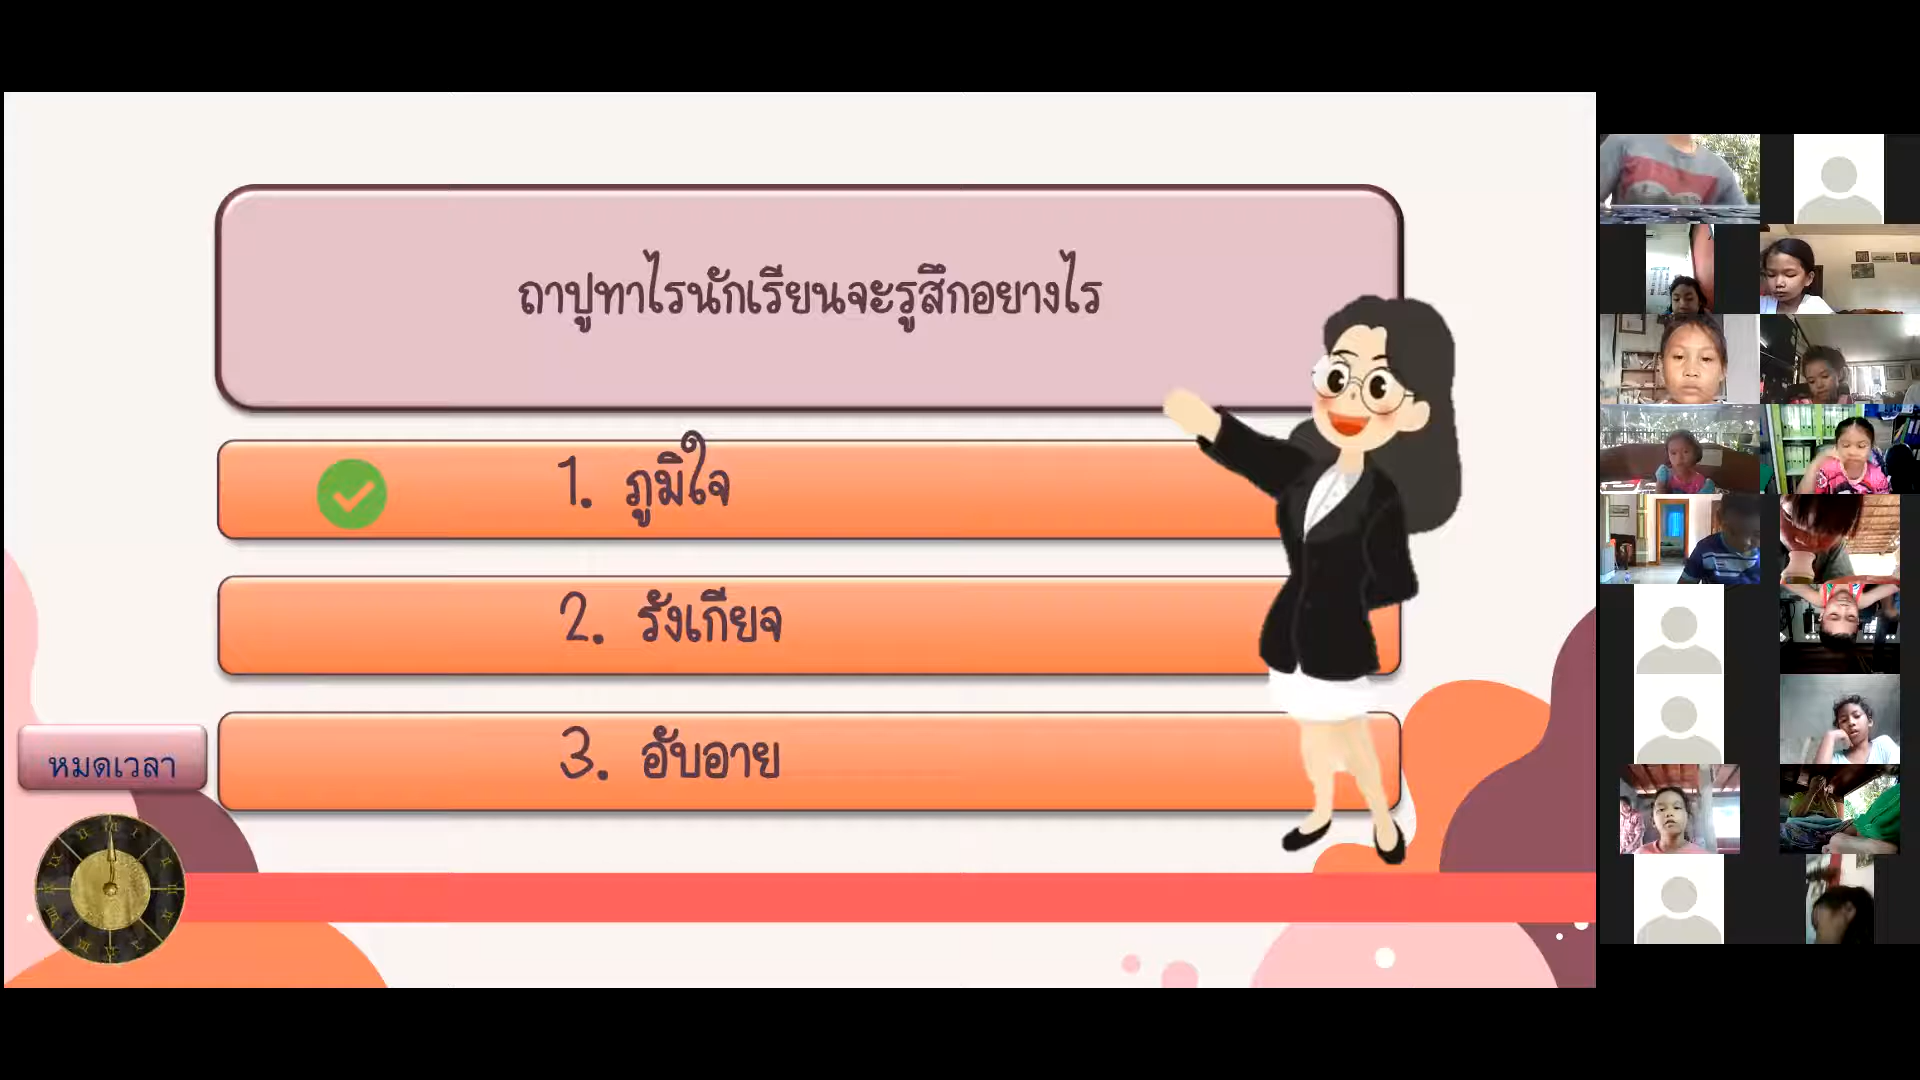 ถาปูทาไรนักเรียนจะรูสึกอยางไร
1. ภูมิใจ
2. รังเกียจ
3. อับอาย
หมดเวลา